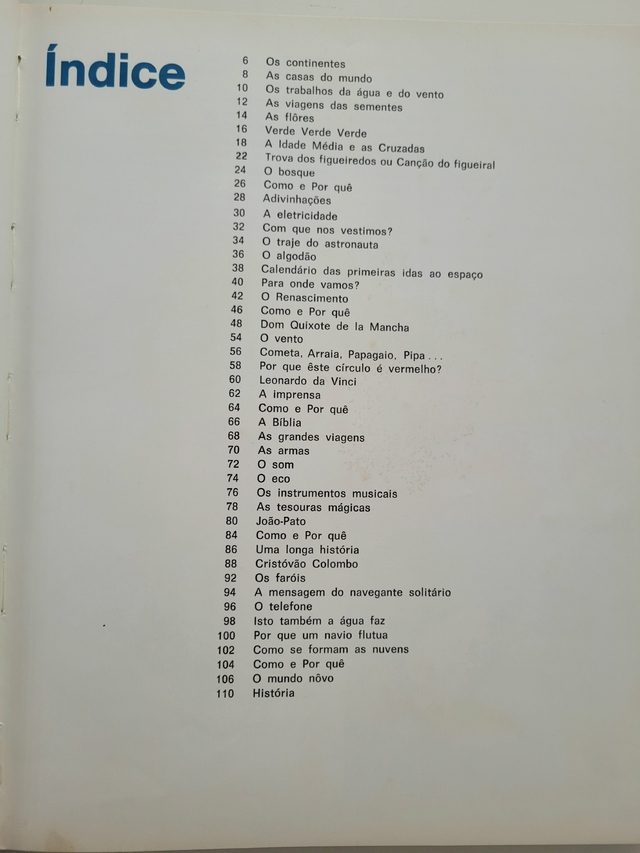 Índice
6 Os continentes
8 As casas do mundo
10 Os trabalhos da água e do vento
12 As viagens das sementes
14 As flôres
16 Verde Verde Verde
18 A Idade Média e as Cruzadas
22 Trova dos figueiredos ou Canção do figueiral
24 O bosque
26 Como e Por quê
28 Adivinhações
30 A eletricidade
32 Com que nos vestimos?
34 O traje do astronauta
36 O algodão
38 Calendário das primeiras idas ao espaço
40 Para onde vamos?
42 O Renascimento
46 Como e Por quê
48 Dom Quixote de la Mancha
54 O vento
56 Cometa, Arraia, Papagaio, Pipa...
58 Por que êste círculo é vermelho?
60 Leonardo da Vinci
62 A imprensa
64 Como e Por quê
66 A Bíblia
68 As grandes viagens
70 As armas
72 O som
74 O eco
76 Os instrumentos musicais
78 As tesouras mágicas
80 João-Pato
84 Como e Por quê
86 Uma longa história
88 Cristóvão Colombo
92 Os faróis
94 A mensagem do navegante solitário
96 O telefone
98 Isto também a água faz
100 Por que um navio flutua
102 Como se formam as nuvens
104 Como e Por quê
106 O mundo nôvo
110 História